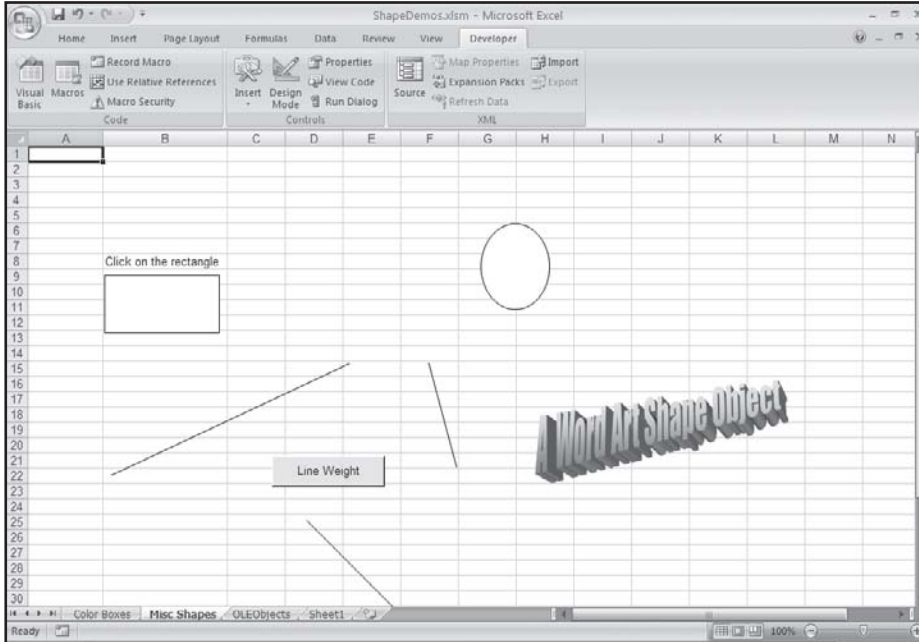 ShapeDemos.xlsm - Microsoft Excel
Home Insert Page Layout Formulas Data Review View Developer
Visual Basic
Macros
Record Macro
Use Relative References
Macro Security
Code
Insert
Design Mode
Properties
View Code
Run Dialog
Controls
Source
Map Properties
Expansion Packs
Refresh Data
Import
Export
XML
A B C D E F G H I J K L M N
1
2
3
4
5
6
7
8 Click on the rectangle
9
10
11
12
13
14
15
16
17
18
19
20
21
22
23
24
25
26
27
28
29
30
A Word Art Shape Object
Line Weight
Color Boxes Misc Shapes OLEObjects Sheet1
Ready 100%